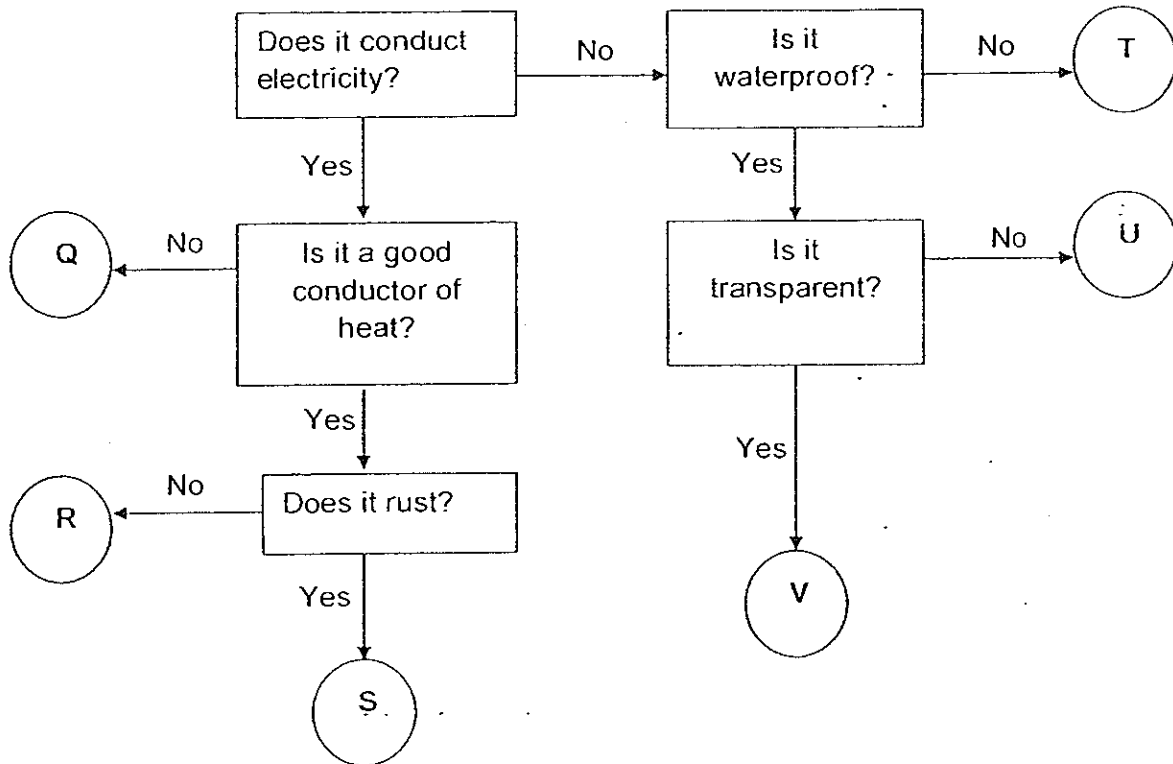 Does it conduct
electricity?
No
Is it
waterproof?
No
T
Yes
Yes
Q
No
Is it a good
conductor of
heat?
Is it
transparent?
No
U
Yes
Yes
R
No
Does it rust?
Yes
V
S